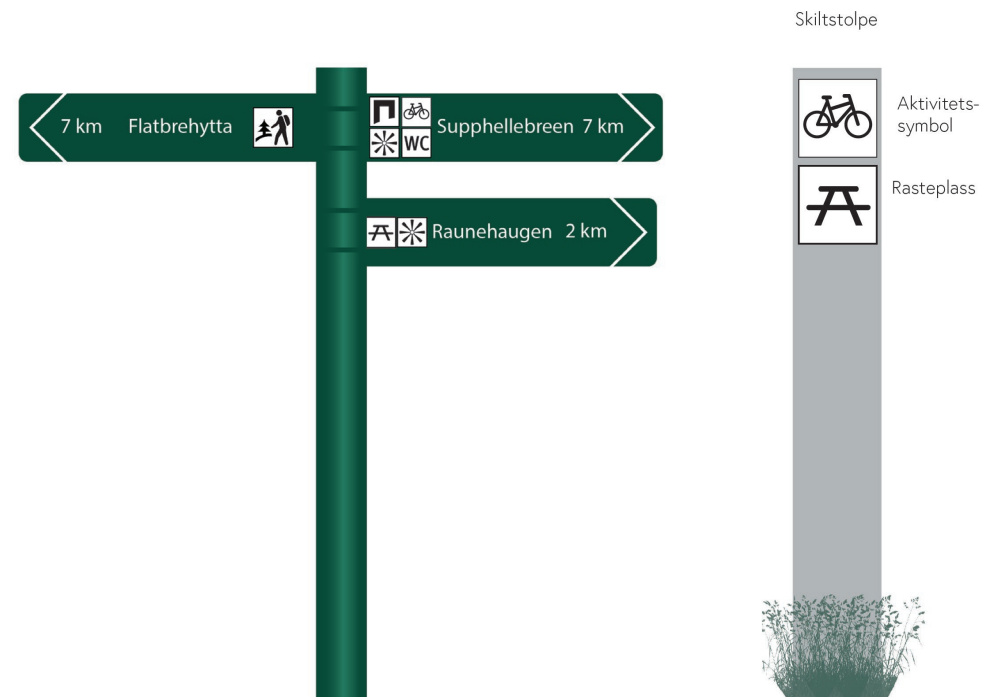 Skiltstolpe
7 km Flatbrehytta
WC
Supphellebreen 7 km
Raunehaugen 2 km
Aktivitets-
symbol
Rasteplass